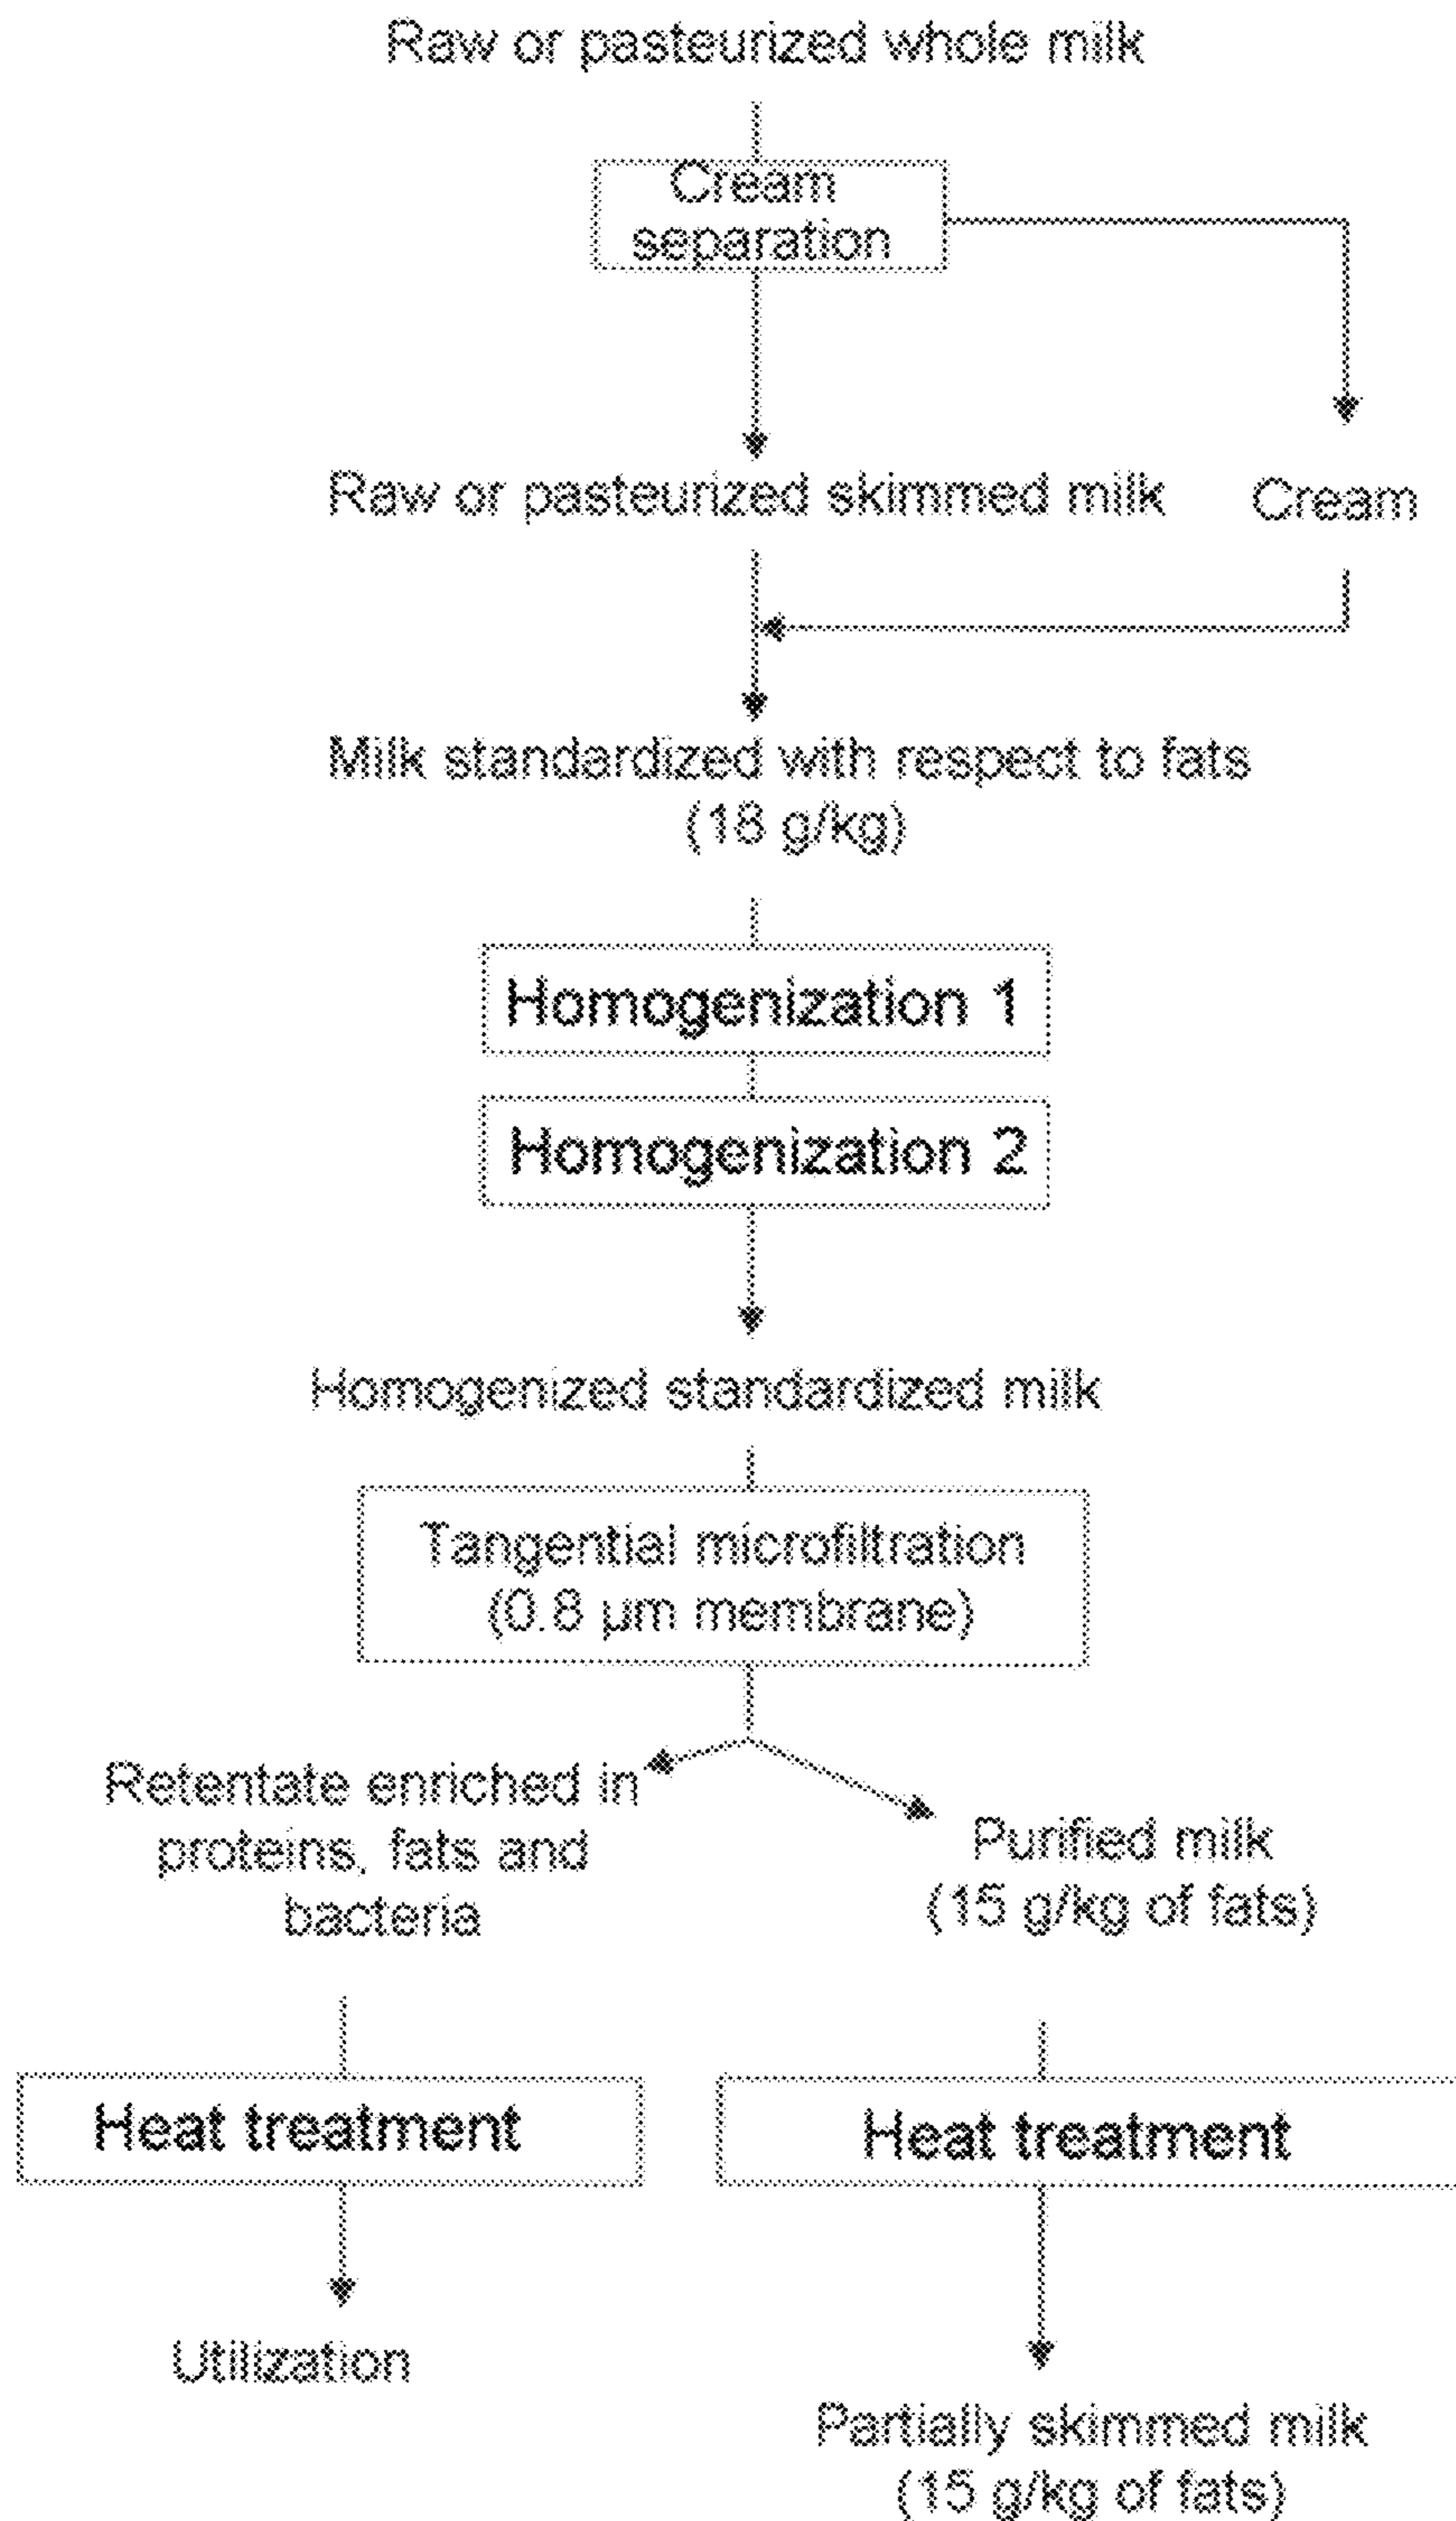 Raw or pasteurized whole milk
Cream
separation
Raw or pasteurized skimmed milk
Cream
Milk standardized with respect to fats
(18 g/kg)
Homogenization 1
Homogenization 2
Homogenized standardized milk
Tangential microfiltration
(0.8 µm membrane)
Retentate enriched in
proteins, fats and
bacteria
Purified milk
(15 g/kg of fats)
Heat treatment
Heat treatment
Utilization
Partially skimmed milk
(15 g/kg of fats)